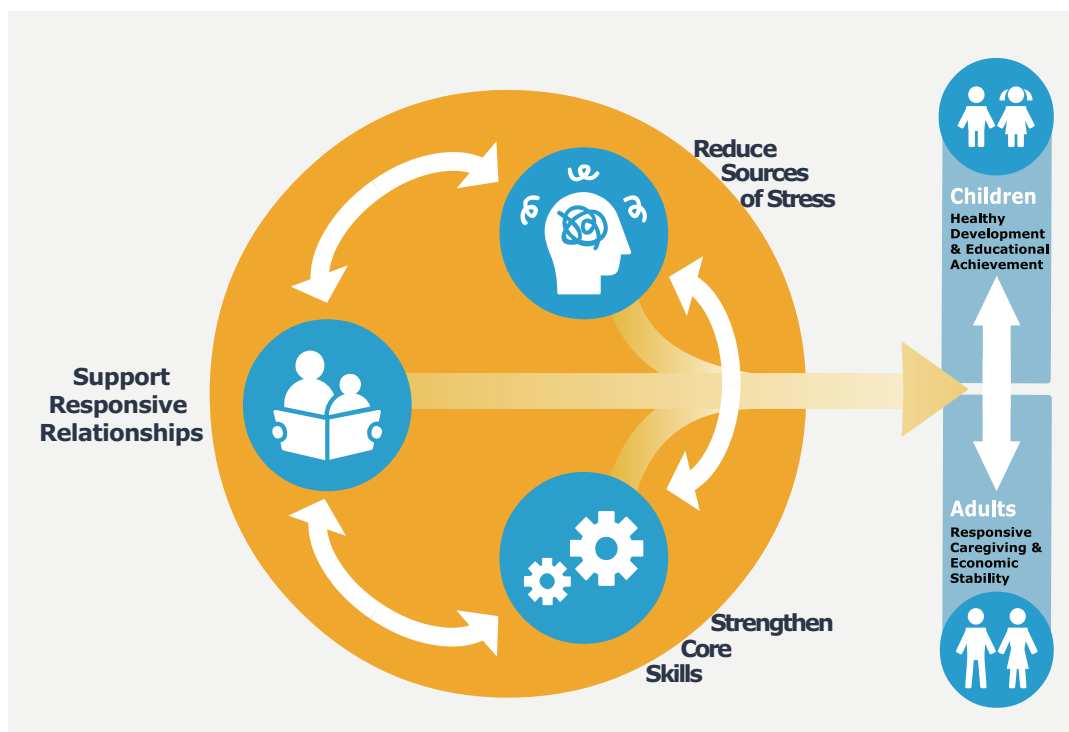 Reduce
Sources
of Stress
Support
Responsive
Relationships
Strengthen
Core
Skills
Children
Healthy
Development
& Educational
Achievement
Adults
Responsive
Caregiving &
Economic
Stability